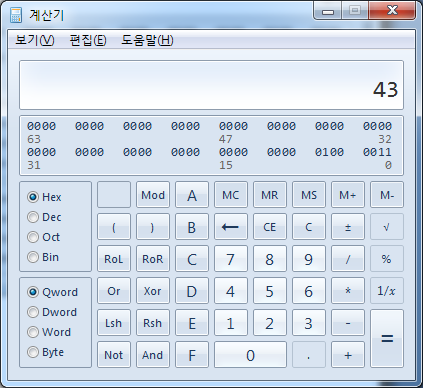 계산기
보기(V) 편집(E) 도움말(H)
43
0000 0000 0000 0000 0000 0000 0000 0000
63 47 32
0000 0000 0000 0000 0000 0000 0100 0011
31 15 0
Hex Mod A MC MR MS M+ M-
Dec ( ) B ← CE C ± √
Oct
Bin RoL RoR C 7 8 9 / %
Qword Or Xor D 4 5 6 * 1/x
Dword
Word Lsh Rsh E 1 2 3 - =
Byte Not And F 0 . +